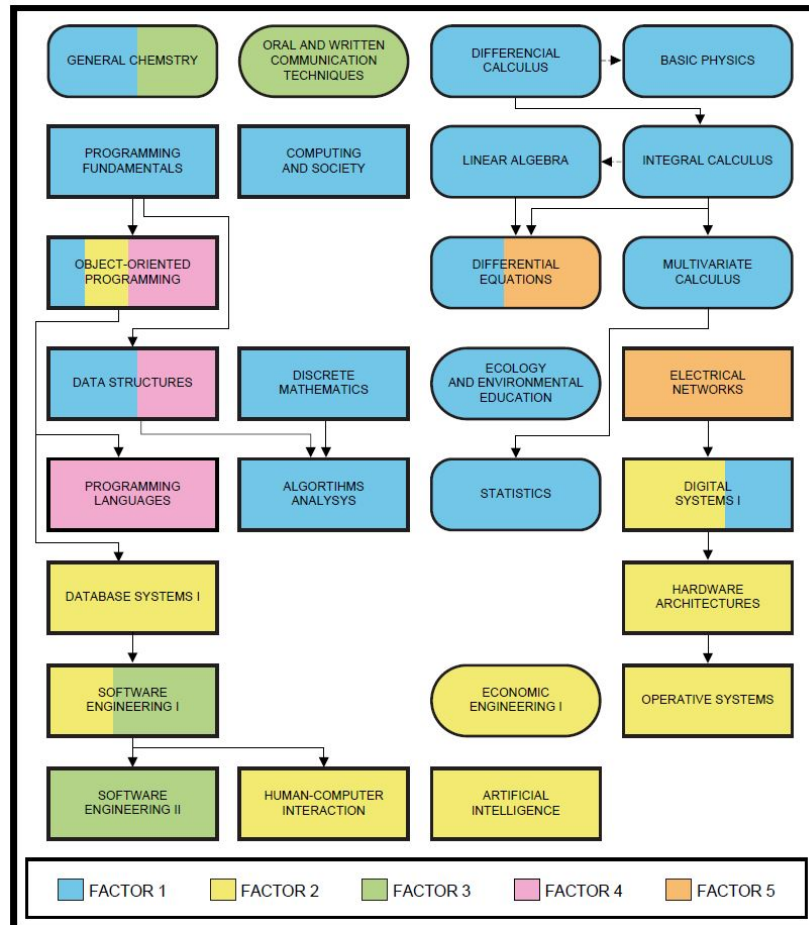 GENERAL CHEMSTRY
ORAL AND WRITTEN
COMMUNICATION
TECHNIQUES
DIFFERENCIAL
CALCULUS
BASIC PHYSICS
PROGRAMMING
FUNDAMENTALS
COMPUTING
AND SOCIETY
LINEAR ALGEBRA
INTEGRAL CALCULUS
OBJECT-ORIENTED
PROGRAMMING
DIFFERENTIAL
EQUATIONS
MULTIVARIATE
CALCULUS
DATA STRUCTURES
DISCRETE
MATHEMATICS
ECOLOGY
AND ENVIRONMENTAL
EDUCATION
ELECTRICAL
NETWORKS
PROGRAMMING
LANGUAGES
ALGORTIHMS
ANALYSYS
STATISTICS
DIGITAL
SYSTEMS I
DATABASE SYSTEMS I
HARDWARE
ARCHITECTURES
SOFTWARE
ENGINEERING I
ECONOMIC
ENGINEERING I
OPERATIVE SYSTEMS
SOFTWARE
ENGINEERING II
HUMAN-COMPUTER
INTERACTION
ARTIFICIAL
INTELLIGENCE
FACTOR 1
FACTOR 2
FACTOR 3
FACTOR 4
FACTOR 5